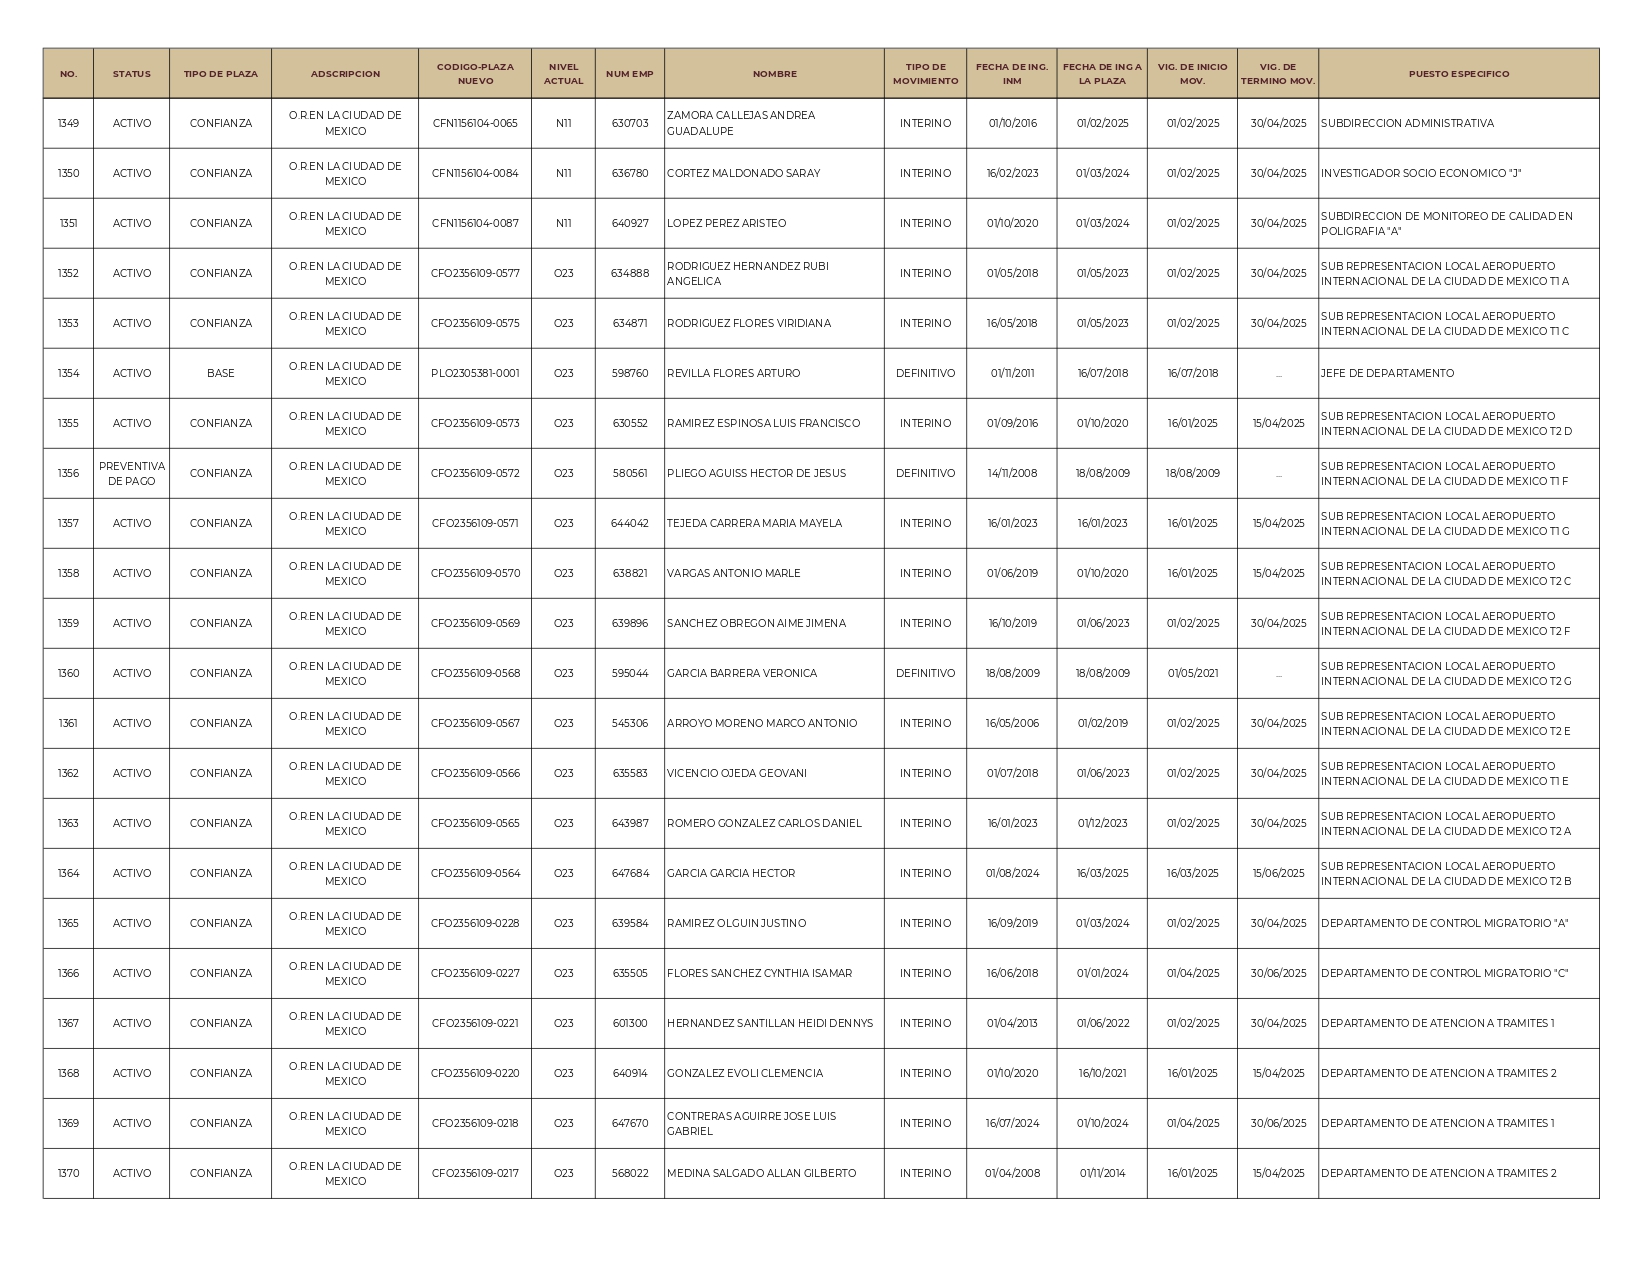 NO. STATUS TIPO DE PLAZA ADSCRIPCION CODIGO-PLAZA NUEVO NIVEL ACTUAL NUM EMP NOMBRE TIPO DE MOVIMIENTO FECHA DE ING. INM FECHA DE ING A LA PLAZA VIG. DE INICIO MOV. VIG. DE TERMINO MOV. PUESTO ESPECIFICO
1349 ACTIVO CONFIANZA O.R.EN LA CIUDAD DE MEXICO CFN1156104-0065 N11 630703 ZAMORA CALLEJAS ANDREA GUADALUPE INTERINO 01/10/2016 01/02/2025 01/02/2025 30/04/2025 SUBDIRECCION ADMINISTRATIVA
1350 ACTIVO CONFIANZA O.R.EN LA CIUDAD DE MEXICO CFN1156104-0084 N11 636780 CORTEZ MALDONADO SARAY INTERINO 16/02/2023 01/03/2024 01/02/2025 30/04/2025 INVESTIGADOR SOCIO ECONOMICO "J"
1351 ACTIVO CONFIANZA O.R.EN LA CIUDAD DE MEXICO CFN1156104-0087 N11 640927 LOPEZ PEREZ ARISTEO INTERINO 01/10/2020 01/03/2024 01/02/2025 30/04/2025 SUBDIRECCION DE MONITOREO DE CALIDAD EN POLIGRAFIA "A"
1352 ACTIVO CONFIANZA O.R.EN LA CIUDAD DE MEXICO CFO2356109-0577 O23 634888 RODRIGUEZ HERNANDEZ RUBI ANGELICA INTERINO 01/05/2018 01/05/2023 01/02/2025 30/04/2025 SUB REPRESENTACION LOCAL AEROPUERTO INTERNACIONAL DE LA CIUDAD DE MEXICO T1 A
1353 ACTIVO CONFIANZA O.R.EN LA CIUDAD DE MEXICO CFO2356109-0575 O23 634871 RODRIGUEZ FLORES VIRIDIANA INTERINO 16/05/2018 01/05/2023 01/02/2025 30/04/2025 SUB REPRESENTACION LOCAL AEROPUERTO INTERNACIONAL DE LA CIUDAD DE MEXICO T1 C
1354 ACTIVO BASE O.R.EN LA CIUDAD DE MEXICO PLO2305381-0001 O23 598760 REVILLA FLORES ARTURO DEFINITIVO 01/11/2011 16/07/2018 16/07/2018 ... JEFE DE DEPARTAMENTO
1355 ACTIVO CONFIANZA O.R.EN LA CIUDAD DE MEXICO CFO2356109-0573 O23 630552 RAMIREZ ESPINOSA LUIS FRANCISCO INTERINO 01/09/2016 01/10/2020 16/01/2025 15/04/2025 SUB REPRESENTACION LOCAL AEROPUERTO INTERNACIONAL DE LA CIUDAD DE MEXICO T2 D
1356 PREVENTIVA DE PAGO CONFIANZA O.R.EN LA CIUDAD DE MEXICO CFO2356109-0572 O23 580561 PLIEGO AGUISS HECTOR DE JESUS DEFINITIVO 14/11/2008 18/08/2009 18/08/2009 ... SUB REPRESENTACION LOCAL AEROPUERTO INTERNACIONAL DE LA CIUDAD DE MEXICO T1 F
1357 ACTIVO CONFIANZA O.R.EN LA CIUDAD DE MEXICO CFO2356109-0571 O23 644042 TEJEDA CARRERA MARIA MAYELA INTERINO 16/01/2023 16/01/2023 16/01/2025 15/04/2025 SUB REPRESENTACION LOCAL AEROPUERTO INTERNACIONAL DE LA CIUDAD DE MEXICO T1 G
1358 ACTIVO CONFIANZA O.R.EN LA CIUDAD DE MEXICO CFO2356109-0570 O23 638821 VARGAS ANTONIO MARLE INTERINO 01/06/2019 01/10/2020 16/01/2025 15/04/2025 SUB REPRESENTACION LOCAL AEROPUERTO INTERNACIONAL DE LA CIUDAD DE MEXICO T2 C
1359 ACTIVO CONFIANZA O.R.EN LA CIUDAD DE MEXICO CFO2356109-0569 O23 639896 SANCHEZ OBREGON AIME JIMENA INTERINO 16/10/2019 01/06/2023 01/02/2025 30/04/2025 SUB REPRESENTACION LOCAL AEROPUERTO INTERNACIONAL DE LA CIUDAD DE MEXICO T2 F
1360 ACTIVO CONFIANZA O.R.EN LA CIUDAD DE MEXICO CFO2356109-0568 O23 595044 GARCIA BARRERA VERONICA DEFINITIVO 18/08/2009 18/08/2009 01/05/2021 ... SUB REPRESENTACION LOCAL AEROPUERTO INTERNACIONAL DE LA CIUDAD DE MEXICO T2 G
1361 ACTIVO CONFIANZA O.R.EN LA CIUDAD DE MEXICO CFO2356109-0567 O23 545306 ARROYO MORENO MARCO ANTONIO INTERINO 16/05/2006 01/02/2019 01/02/2025 30/04/2025 SUB REPRESENTACION LOCAL AEROPUERTO INTERNACIONAL DE LA CIUDAD DE MEXICO T2 E
1362 ACTIVO CONFIANZA O.R.EN LA CIUDAD DE MEXICO CFO2356109-0566 O23 635583 VICENCIO OJEDA GEOVANI INTERINO 01/07/2018 01/06/2023 01/02/2025 30/04/2025 SUB REPRESENTACION LOCAL AEROPUERTO INTERNACIONAL DE LA CIUDAD DE MEXICO T1 E
1363 ACTIVO CONFIANZA O.R.EN LA CIUDAD DE MEXICO CFO2356109-0565 O23 643987 ROMERO GONZALEZ CARLOS DANIEL INTERINO 16/01/2023 01/12/2023 01/02/2025 30/04/2025 SUB REPRESENTACION LOCAL AEROPUERTO INTERNACIONAL DE LA CIUDAD DE MEXICO T2 A
1364 ACTIVO CONFIANZA O.R.EN LA CIUDAD DE MEXICO CFO2356109-0564 O23 647684 GARCIA GARCIA HECTOR INTERINO 01/08/2024 16/03/2025 16/03/2025 15/06/2025 SUB REPRESENTACION LOCAL AEROPUERTO INTERNACIONAL DE LA CIUDAD DE MEXICO T2 B
1365 ACTIVO CONFIANZA O.R.EN LA CIUDAD DE MEXICO CFO2356109-0228 O23 639584 RAMIREZ OLGUIN JUSTINO INTERINO 16/09/2019 01/03/2024 01/02/2025 30/04/2025 DEPARTAMENTO DE CONTROL MIGRATORIO "A"
1366 ACTIVO CONFIANZA O.R.EN LA CIUDAD DE MEXICO CFO2356109-0227 O23 635505 FLORES SANCHEZ CYNTHIA ISAMAR INTERINO 16/06/2018 01/01/2024 01/04/2025 30/06/2025 DEPARTAMENTO DE CONTROL MIGRATORIO "C"
1367 ACTIVO CONFIANZA O.R.EN LA CIUDAD DE MEXICO CFO2356109-0221 O23 601300 HERNANDEZ SANTILLAN HEIDI DENNYS INTERINO 01/04/2013 01/06/2022 01/02/2025 30/04/2025 DEPARTAMENTO DE ATENCION A TRAMITES 1
1368 ACTIVO CONFIANZA O.R.EN LA CIUDAD DE MEXICO CFO2356109-0220 O23 640914 GONZALEZ EVOLI CLEMENCIA INTERINO 01/10/2020 16/10/2021 16/01/2025 15/04/2025 DEPARTAMENTO DE ATENCION A TRAMITES 2
1369 ACTIVO CONFIANZA O.R.EN LA CIUDAD DE MEXICO CFO2356109-0218 O23 647670 CONTRERAS AGUIRRE JOSE LUIS GABRIEL INTERINO 16/07/2024 01/10/2024 01/04/2025 30/06/2025 DEPARTAMENTO DE ATENCION A TRAMITES 1
1370 ACTIVO CONFIANZA O.R.EN LA CIUDAD DE MEXICO CFO2356109-0217 O23 568022 MEDINA SALGADO ALLAN GILBERTO INTERINO 01/04/2008 01/11/2014 16/01/2025 15/04/2025 DEPARTAMENTO DE ATENCION A TRAMITES 2